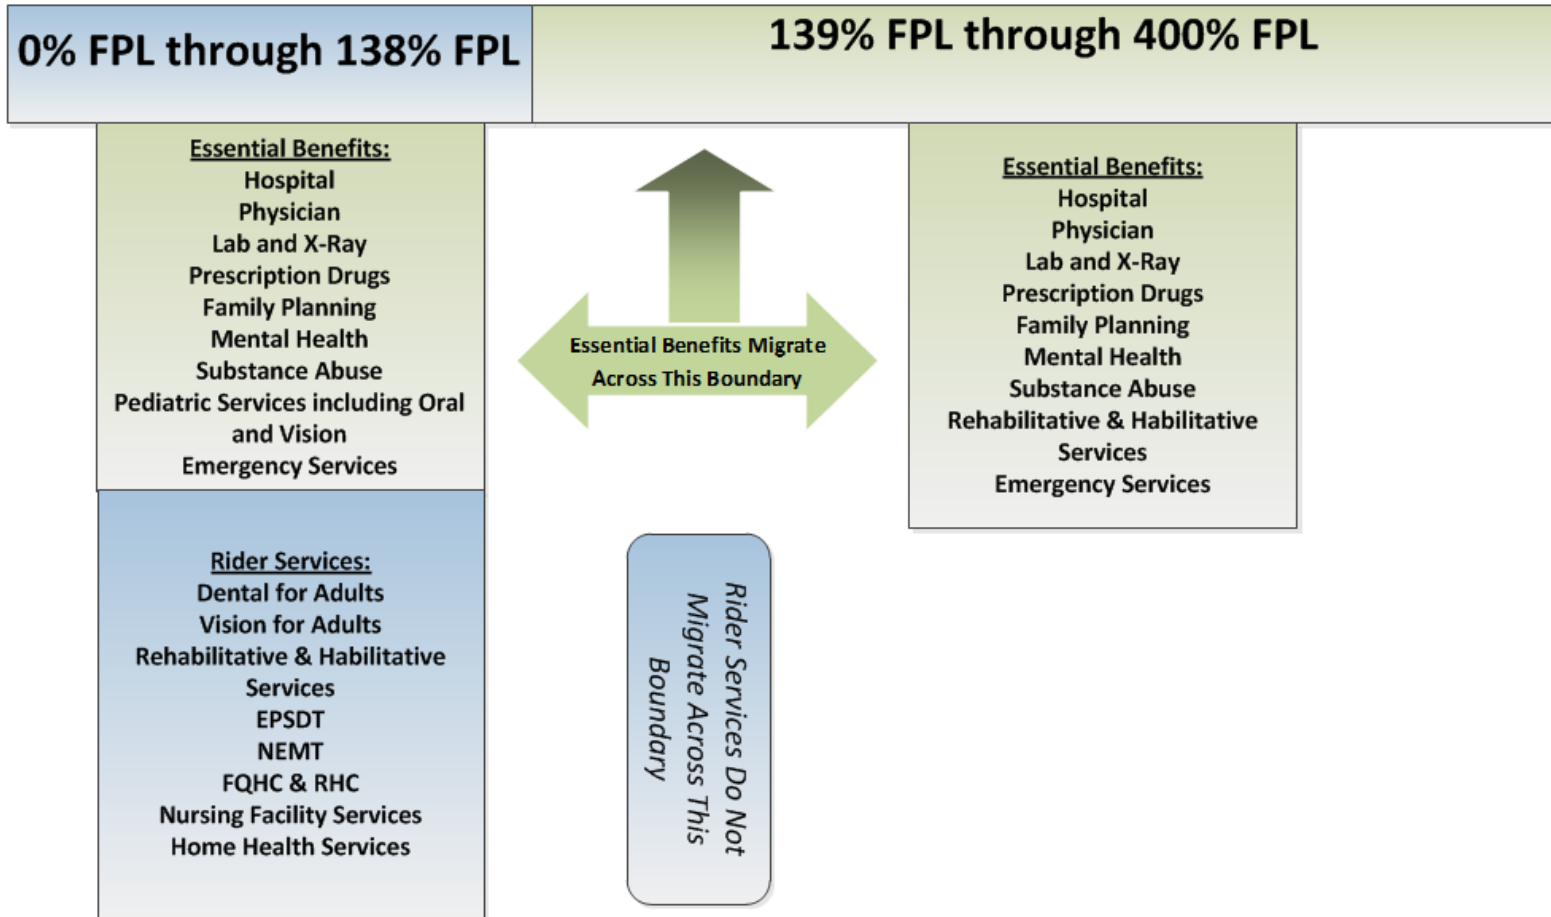 0% FPL through 138% FPL
139% FPL through 400% FPL
Essential Benefits:
Hospital
Physician
Lab and X-Ray
Prescription Drugs
Family Planning
Mental Health
Substance Abuse
Pediatric Services including Oral
and Vision
Emergency Services
Rider Services:
Dental for Adults
Vision for Adults
Rehabilitative & Habilitative
Services
EPSDT
NEMT
FQHC & RHC
Nursing Facility Services
Home Health Services
Essential Benefits Migrate
Across This Boundary
Rider Services Do Not
Migrate Across This
Boundary
Essential Benefits:
Hospital
Physician
Lab and X-Ray
Prescription Drugs
Family Planning
Mental Health
Substance Abuse
Rehabilitative & Habilitative
Services
Emergency Services